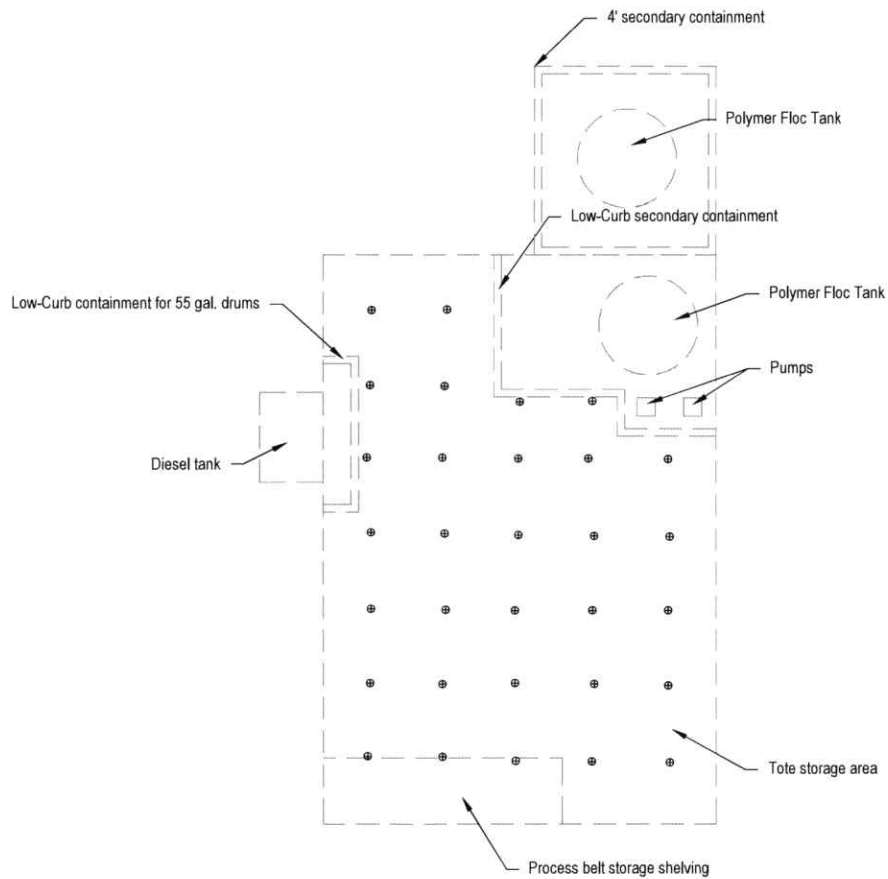 4' secondary containment
Polymer Floc Tank
Low-Curb secondary containment
Low-Curb containment for 55 gal. drums
Polymer Floc Tank
Pumps
Diesel tank
Tote storage area
Process belt storage shelving